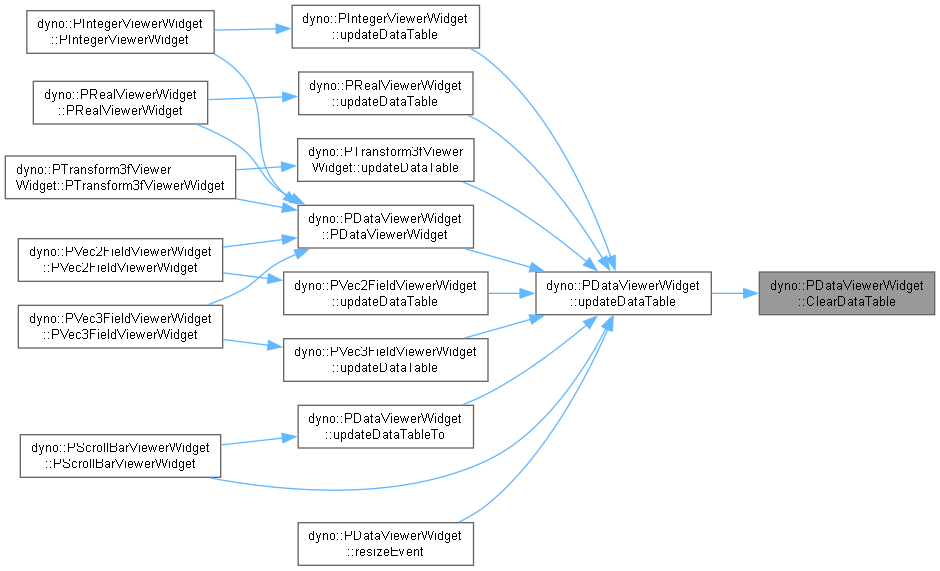 dyno::PIntegerViewerWidget
::PIntegerViewerWidget
dyno::PRealViewerWidget
::PRealViewerWidget
dyno::PTransform3fViewer
Widget::PTransform3fViewerWidget
dyno::PVec2FieldViewerWidget
::PVec2FieldViewerWidget
dyno::PVec3FieldViewerWidget
::PVec3FieldViewerWidget
dyno::PScrollBarViewerWidget
::PScrollBarViewerWidget
dyno::PIntegerViewerWidget
::updateDataTable
dyno::PRealViewerWidget
::updateDataTable
dyno::PTransform3fViewer
Widget::updateDataTable
dyno::PDataViewerWidget
::PDataViewerWidget
dyno::PVec2FieldViewerWidget
::updateDataTable
dyno::PVec3FieldViewerWidget
::updateDataTable
dyno::PDataViewerWidget
::updateDataTableTo
dyno::PDataViewerWidget
::resizeEvent
dyno::PDataViewerWidget
::updateDataTable
dyno::PDataViewerWidget
::ClearDataTable